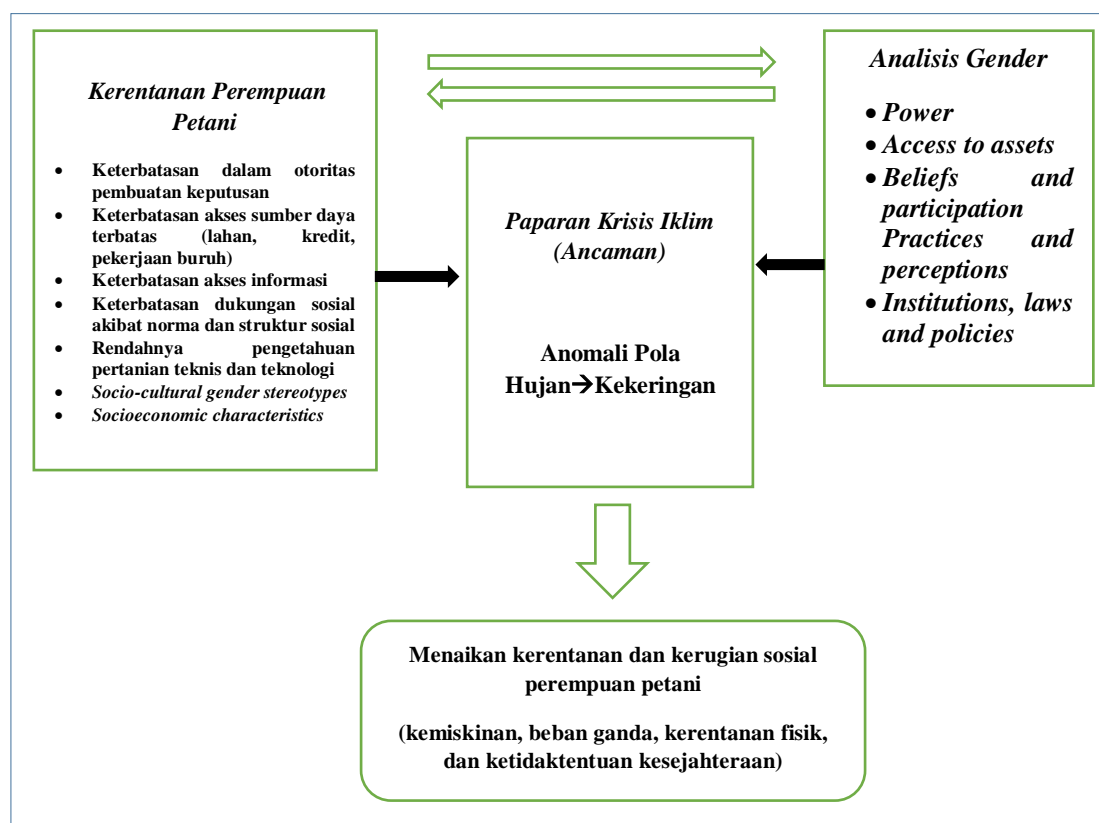 Kerentanan Perempuan
Petani
• Keterbatasan dalam otoritas
pembuatan keputusan
• Keterbatasan akses sumber daya
terbatas (lahan, kredit,
pekerjaan buruh)
• Keterbatasan akses informasi
• Keterbatasan dukungan sosial
akibat norma dan struktur sosial
• Rendahnya pengetahuan
pertanian teknis dan teknologi
• Socio-cultural gender stereotypes
• Socioeconomic characteristics
Paparan Krisis Iklim
(Ancaman)
Anomali Pola
Hujan→Kekeringan
Analisis Gender
• Power
• Access to assets
• Beliefs and
participation
Practices and
perceptions
• Institutions, laws
and policies
Menaikan kerentanan dan kerugian sosial
perempuan petani
(kemiskinan, beban ganda, kerentanan fisik,
dan ketidaktentuan kesejahteraan)